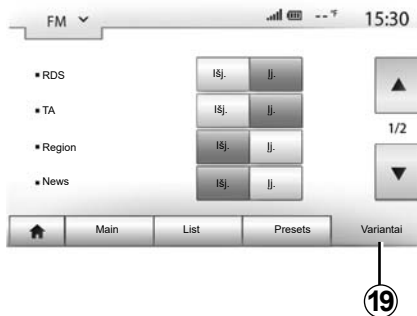 FM -- °F 15:30
RDS Išj. Įj.
TA Išj. Įj.
1/2
Region Išj. Įj.
News Išj. Įj.
Main List Presets Variantai
19